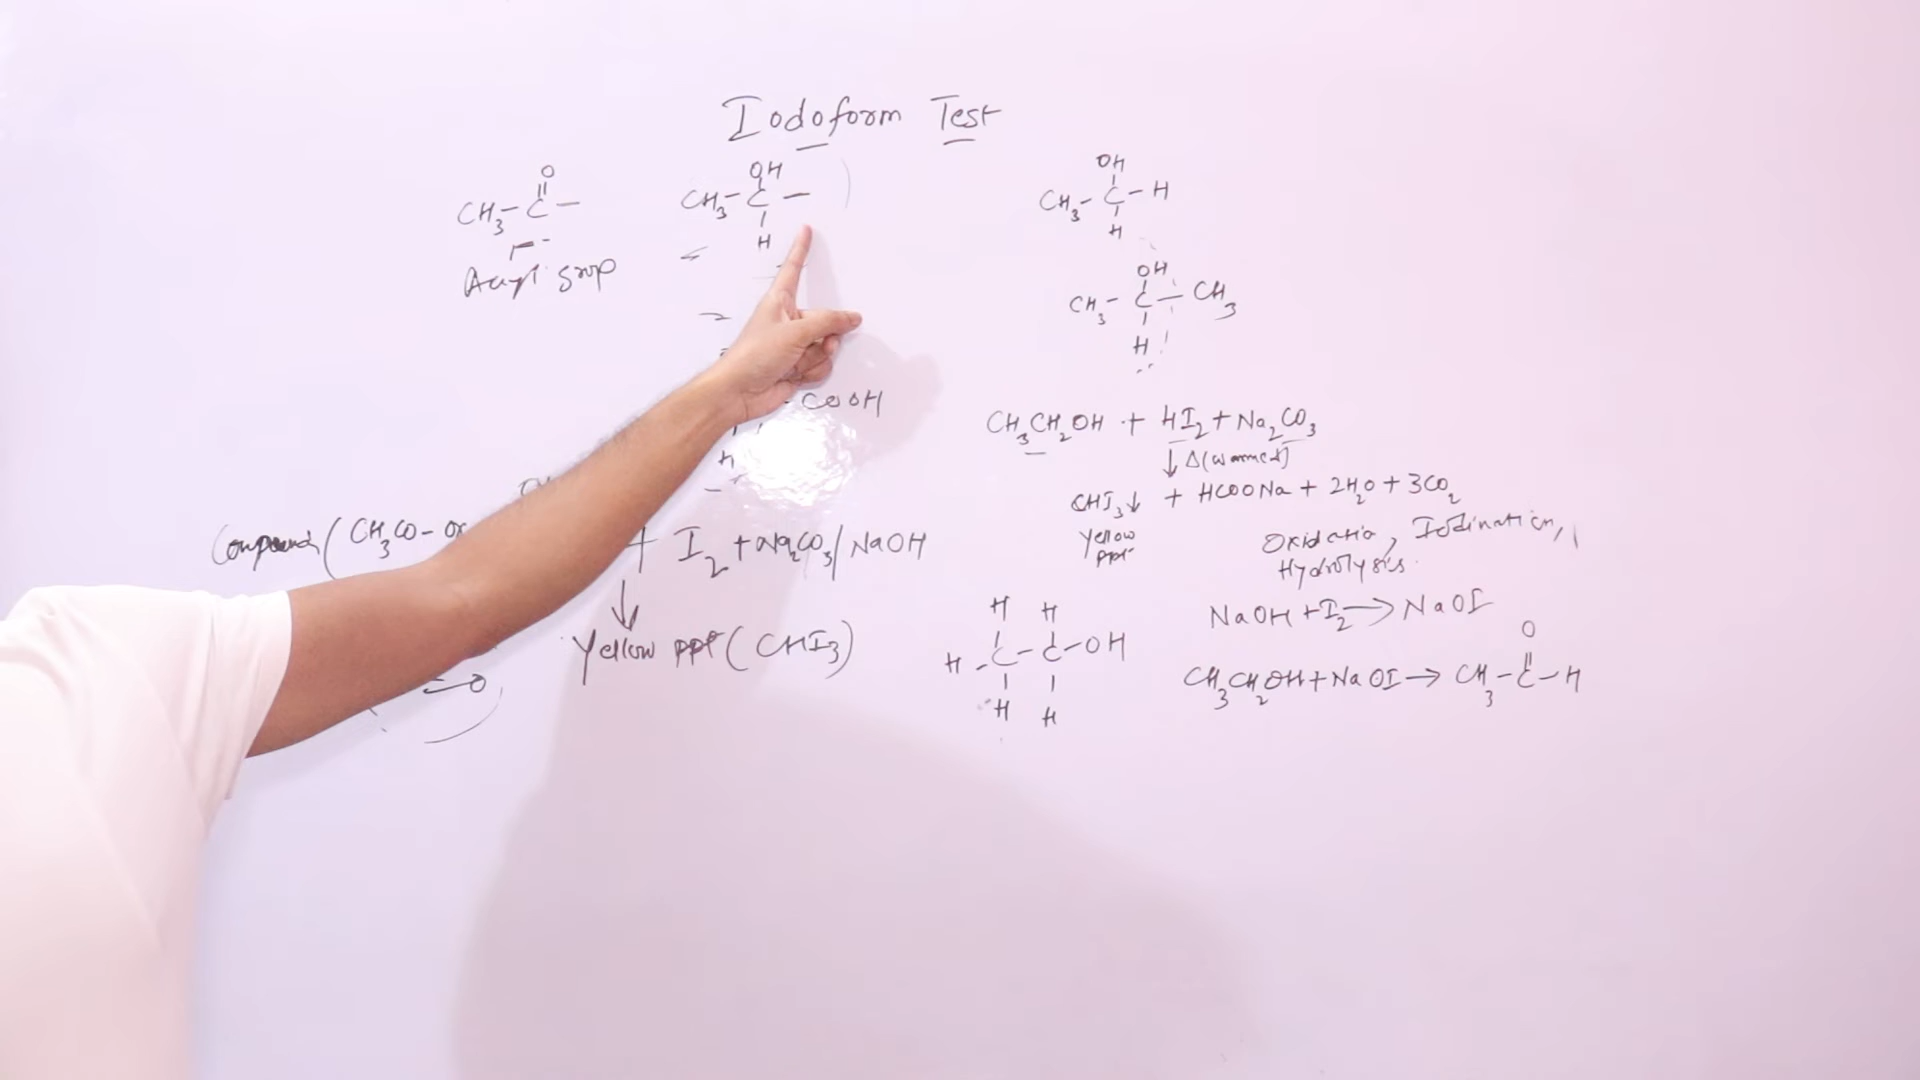 Iodoform Test
O
||
CH3-C-
Acyl group
OH
|
CH3-C-
|
H
OH
|
CH3-C-H
|
H
OH
|
CH3-C-CH3
|
H
-COOH
H
CH3CH2OH + 4I2 + Na2CO3
↓ Δ(warmed)
CHI3↓ + HCOONa + 2H2O + 3CO2
Yellow
ppt
Oxidation, Iodination,
Hydrolysis.
Compound (CH3CO-
+ I2 + Na2CO3/NaOH
↓
Yellow ppt (CHI3)
H H
| |
H-C-C-OH
| |
H H
NaOH + I2 → NaOI
O
||
CH3CH2OH + NaOI → CH3-C-H